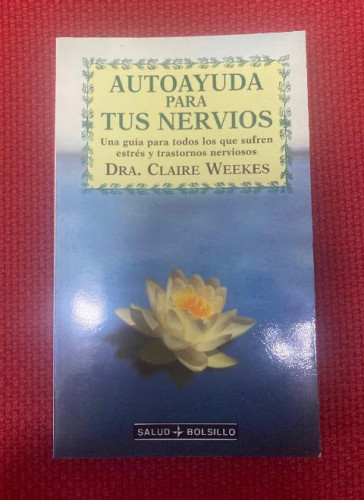 AUTOAYUDA
PARA
TUS NERVIOS
Una guía para todos los que sufren
estrés y trastornos nerviosos
DRA. CLAIRE WEEKES
SALUD BOLSILLO